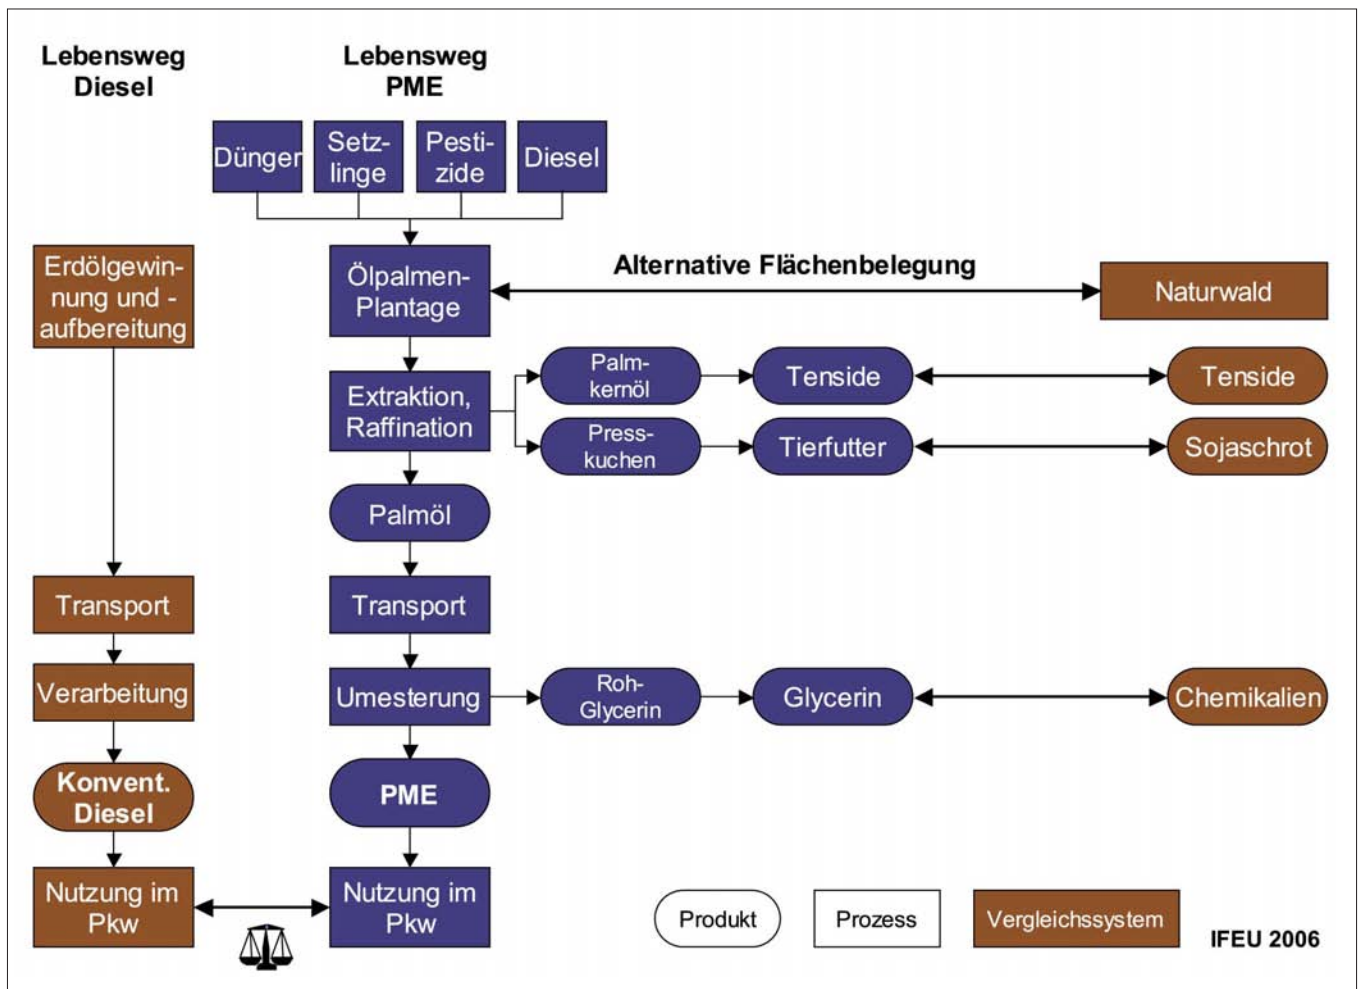 Lebensweg
Diesel
Lebensweg
PME
Dünger
Setz-
linge
Pesti-
zide
Diesel
Erdölgewin-
nung und -
aufbereitung
Ölpalmen-
Plantage
Alternative Flächenbelegung
Naturwald
Extraktion,
Raffination
Palm-
kernöl
Tenside
Tenside
Press-
kuchen
Tierfutter
Sojaschrot
Palmöl
Transport
Transport
Verarbeitung
Umesterung
Roh-
Glycerin
Glycerin
Chemikalien
Konvent.
Diesel
PME
Nutzung im
Pkw
Nutzung im
Pkw
Produkt
Prozess
Vergleichssystem
IFEU 2006